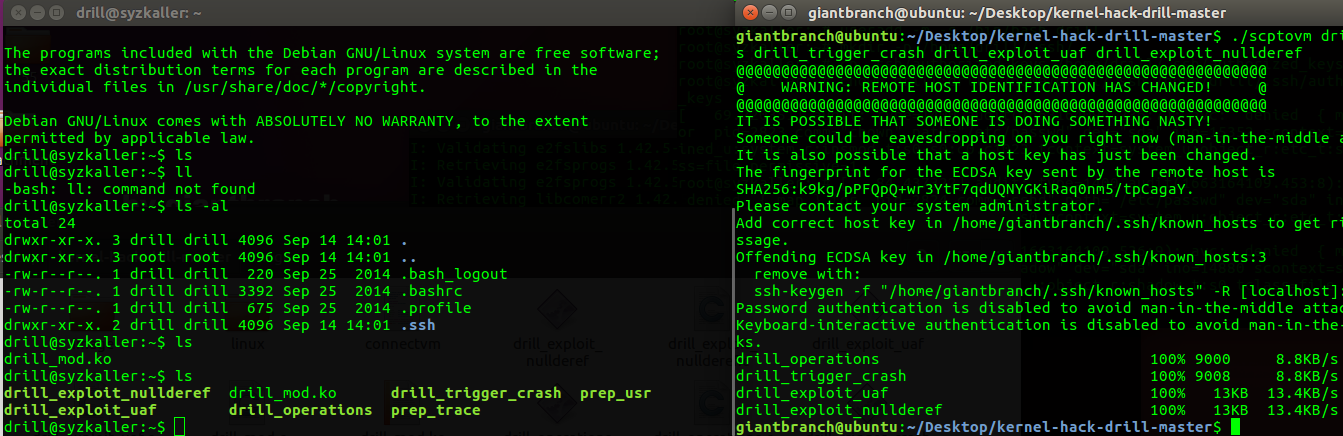 drill@syzkaller: ~
The programs included with the Debian GNU/Linux system are free software;
the exact distribution terms for each program are described in the
individual files in /usr/share/doc/*/copyright.
Debian GNU/Linux comes with ABSOLUTELY NO WARRANTY, to the extent
permitted by applicable law.
drill@syzkaller:~$ ls
drill@syzkaller:~$ ll
-bash: ll: command not found
drill@syzkaller:~$ ls -al
total 24
drwxr-xr-x. 3 drill drill 4096 Sep 14 14:01 .
drwxr-xr-x. 3 root  root  4096 Sep 14 14:01 ..
-rw-r--r--. 1 drill drill  220 Sep 25  2014 .bash_logout
-rw-r--r--. 1 drill drill 3392 Sep 25  2014 .bashrc
-rw-r--r--. 1 drill drill  675 Sep 25  2014 .profile
drwxr-xr-x. 2 drill drill 4096 Sep 14 14:01 .ssh
drill@syzkaller:~$ ls
drill_mod.ko
drill@syzkaller:~$ ls
drill_exploit_nullderef  drill_mod.ko      drill_trigger_crash  prep_usr
drill_exploit_uaf        drill_operations  prep_trace
drill@syzkaller:~$
giantbranch@ubuntu: ~/Desktop/kernel-hack-drill-master
giantbranch@ubuntu:~/Desktop/kernel-hack-drill-master$ ./scptovm dri
s drill_trigger_crash drill_exploit_uaf drill_exploit_nullderef
@@@@@@@@@@@@@@@@@@@@@@@@@@@@@@@@@@@@@@@@@@@@@@@@@@@@@@@@@@@
@    WARNING: REMOTE HOST IDENTIFICATION HAS CHANGED!     @
@@@@@@@@@@@@@@@@@@@@@@@@@@@@@@@@@@@@@@@@@@@@@@@@@@@@@@@@@@@
IT IS POSSIBLE THAT SOMEONE IS DOING SOMETHING NASTY!
Someone could be eavesdropping on you right now (man-in-the-middle a
It is also possible that a host key has just been changed.
The fingerprint for the ECDSA key sent by the remote host is
SHA256:k9kg/pPFQpQ+wr3YtF7qdUQNYGKiRaq0nm5/tpCagaY.
Please contact your system administrator.
Add correct host key in /home/giantbranch/.ssh/known_hosts to get ri
ssage.
Offending ECDSA key in /home/giantbranch/.ssh/known_hosts:3
  remove with:
  ssh-keygen -f "/home/giantbranch/.ssh/known_hosts" -R [localhost]:
Password authentication is disabled to avoid man-in-the-middle attac
Keyboard-interactive authentication is disabled to avoid man-in-the-
ks.
drill_operations                              100% 9000     8.8KB/s
drill_trigger_crash                           100% 9008     8.8KB/s
drill_exploit_uaf                             100%   13KB  13.4KB/s
drill_exploit_nullderef                       100%   13KB  13.4KB/s
giantbranch@ubuntu:~/Desktop/kernel-hack-drill-master$